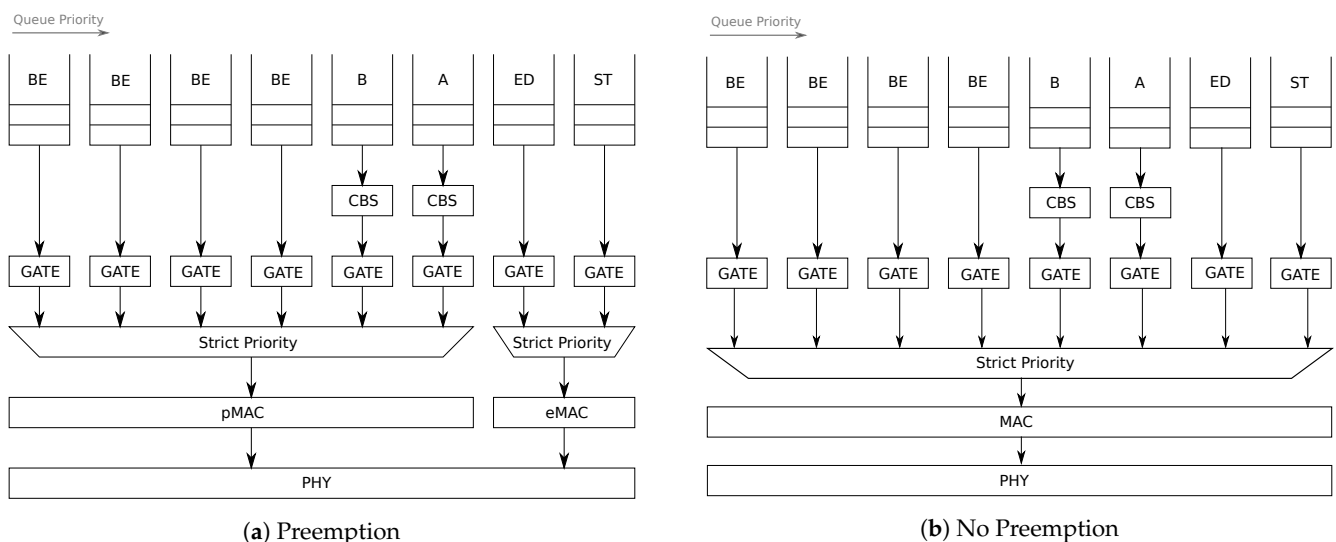 Queue Priority
BE BE BE BE B A ED ST
CBS CBS
GATE GATE GATE GATE GATE GATE GATE GATE
Strict Priority Strict Priority
pMAC eMAC
PHY
(a) Preemption
Queue Priority
BE BE BE BE B A ED ST
CBS CBS
GATE GATE GATE GATE GATE GATE GATE GATE
Strict Priority
MAC
PHY
(b) No Preemption